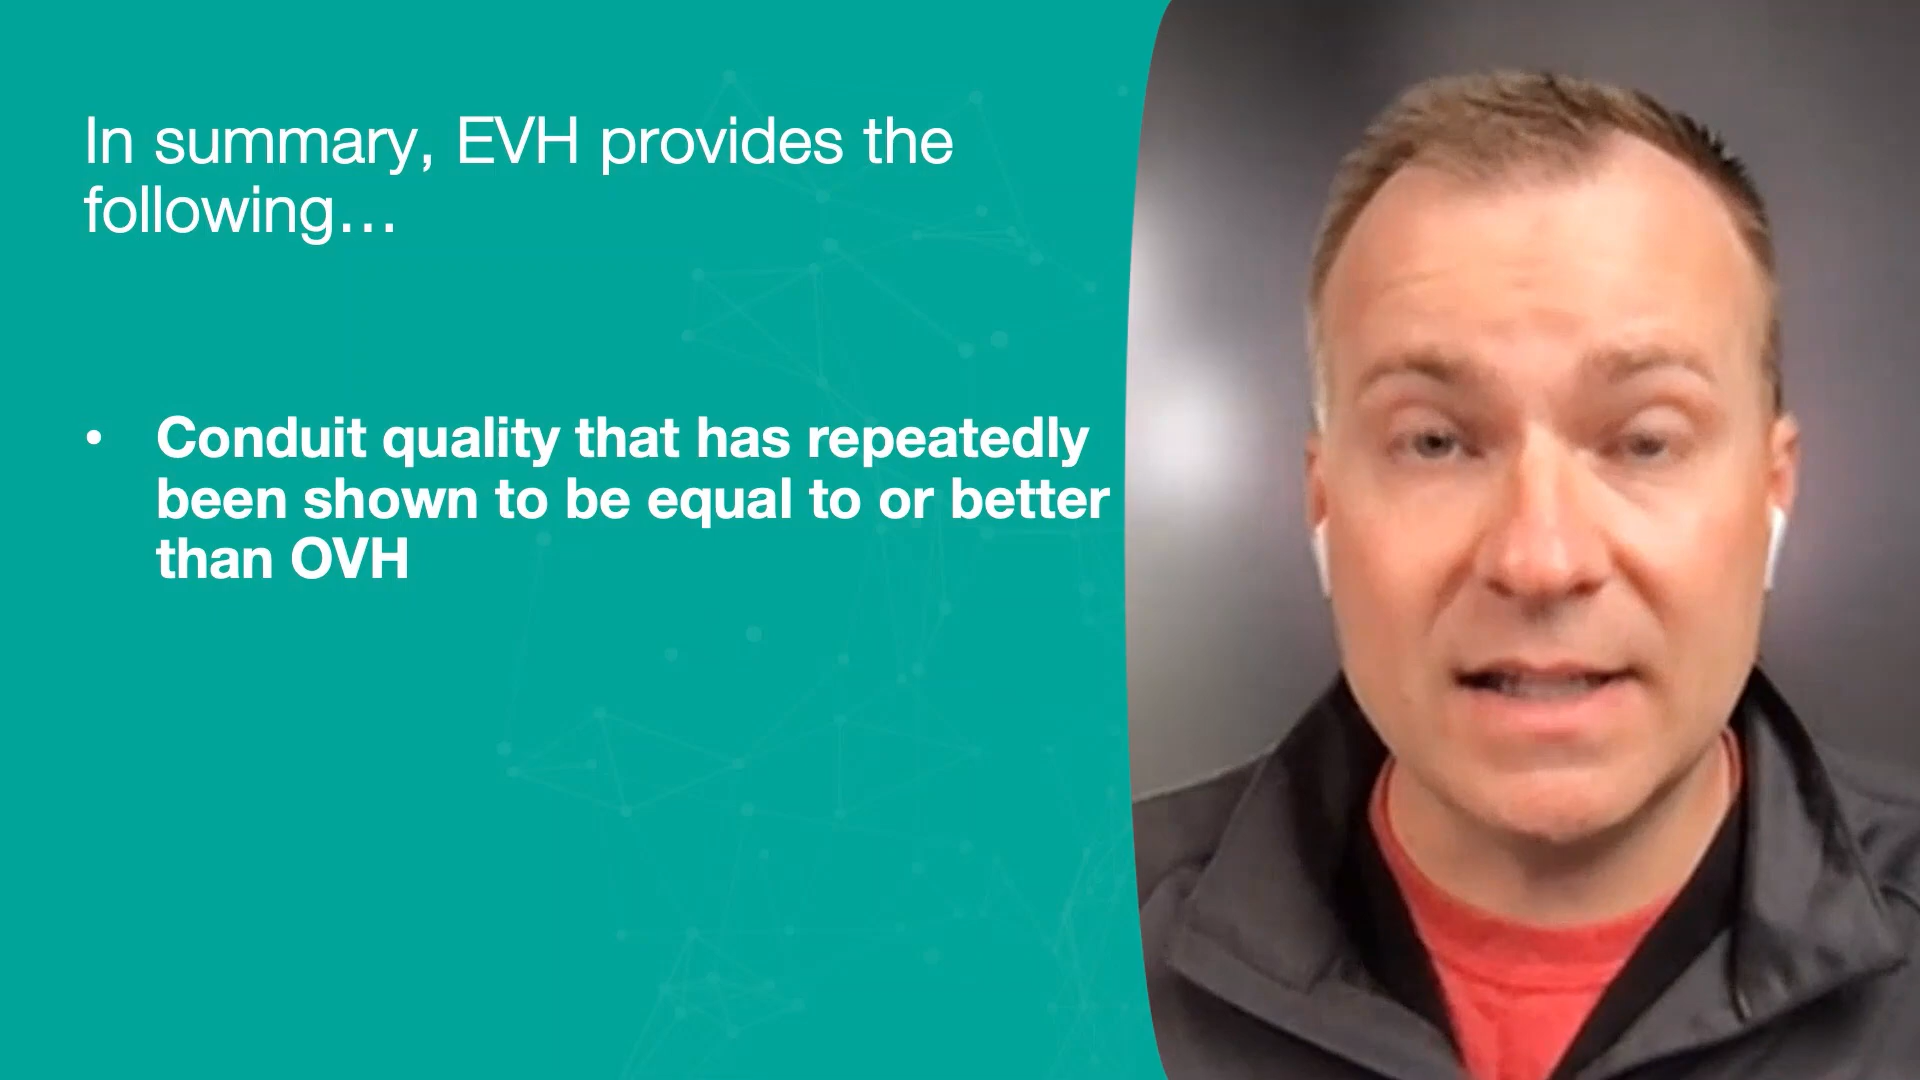 In summary, EVH provides the
following…
• Conduit quality that has repeatedly
been shown to be equal to or better
than OVH